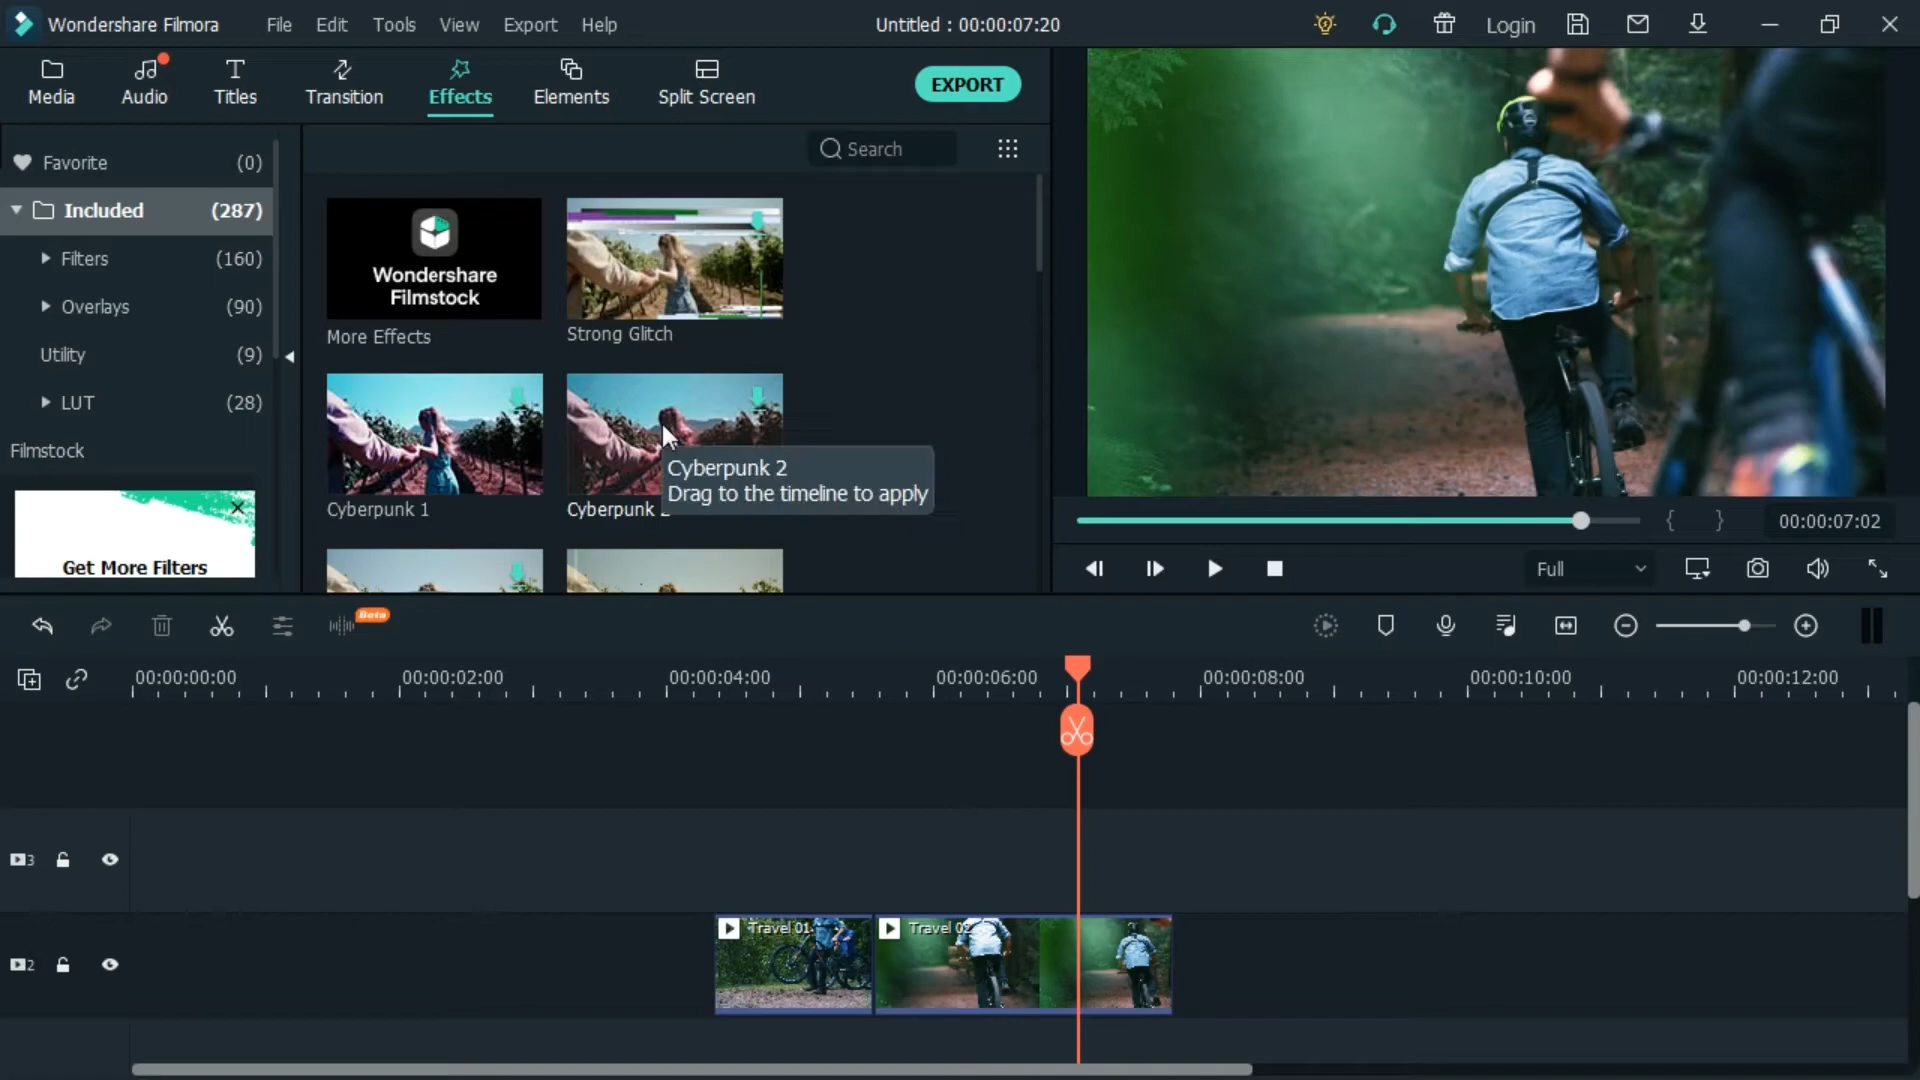 Wondershare Filmora
File
Edit
Tools
View
Export
Help
Untitled : 00:00:07:20
Login
Media
Audio
Titles
Transition
Effects
Elements
Split Screen
EXPORT
Favorite (0)
Included (287)
Filters (160)
Overlays (90)
Utility (9)
LUT (28)
Filmstock
Get More Filters
Search
Wondershare
Filmstock
More Effects
Strong Glitch
Cyberpunk 1
Cyberpunk 2
Cyberpunk 2
Drag to the timeline to apply
{ }
00:00:07:02
Full
Beta
00:00:00:00
00:00:02:00
00:00:04:00
00:00:06:00
00:00:08:00
00:00:10:00
00:00:12:00
3
Travel 01
Travel 02
2